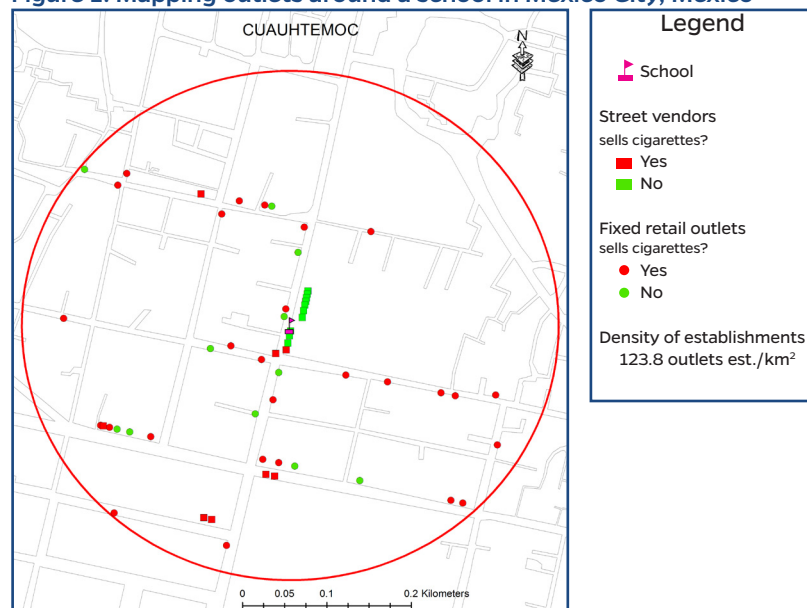 Figure 2. Mapping outlets around a school in Mexico City, Mexico
CUAUHTEMOC
N
0 0.05 0.1 0.2 Kilometers
Legend
School
Street vendors
sells cigarettes?
Yes
No
Fixed retail outlets
sells cigarettes?
Yes
No
Density of establishments
123.8 outlets est./km²